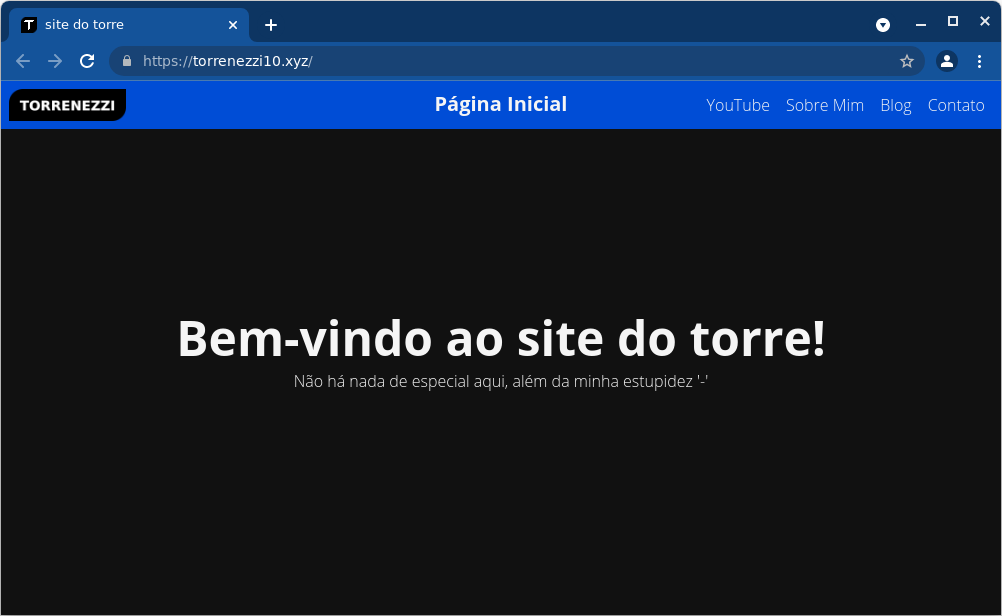 site do torre
https://torrenezzi10.xyz/
TORRENEZZI
Página Inicial
YouTube Sobre Mim Blog Contato
Bem-vindo ao site do torre!
Não há nada de especial aqui, além da minha estupidez '-'